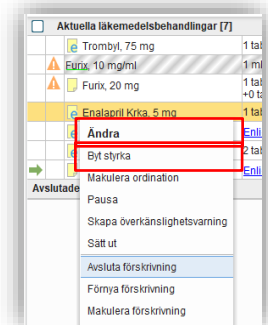 Aktuella läkemedelsbehandlingar [7]
Trombyl, 75 mg 1 tab
Furix, 10 mg/ml 1 ml
Furix, 20 mg 1 tab
+0 ta
Enalapril Krka, 5 mg 1 tab
Ändra Enli
Byt styrka 2 tab
Makulera ordination Enli
Avslutade
Pausa
Skapa överkänslighetsvarning
Sätt ut
Avsluta förskrivning
Förnya förskrivning
Makulera förskrivning